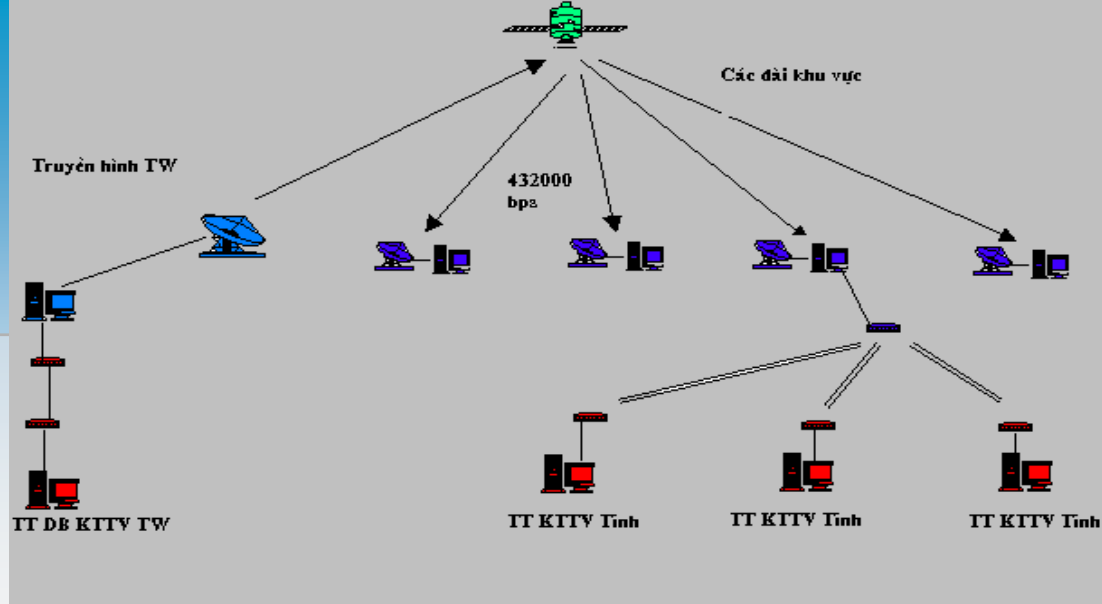 Các đài khu vực
Truyền hình TW
432000
bps
TT DB KTTV TW
TT KTTV Tinh
TT KTTV Tinh
TT KTTV Tinh